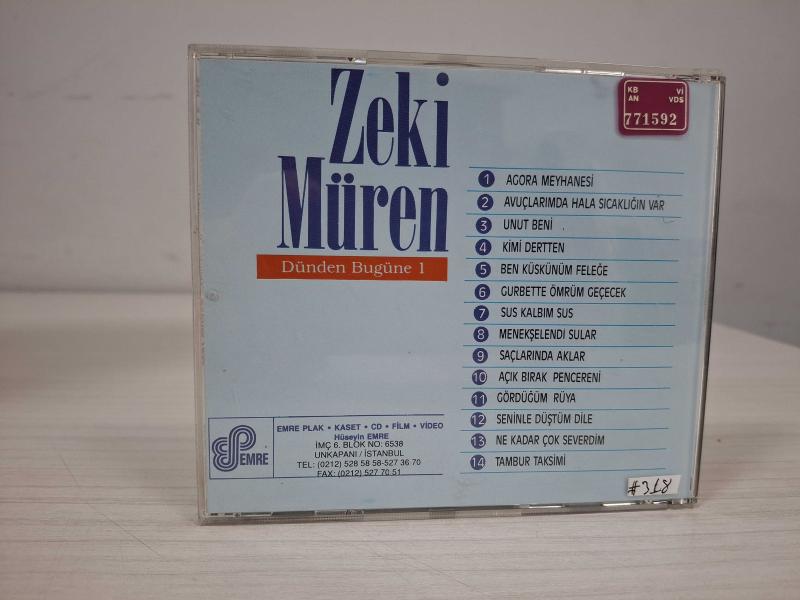 Zeki
Müren
Dünden Bugüne 1
KB VI
AN VDS
771592
1 AGORA MEYHANESİ
2 AVUÇLARIMDA HALA SICAKLIĞIN VAR
3 UNUT BENİ
4 KİMİ DERTTEN
5 BEN KÜSKÜNÜM FELEĞE
6 GURBETTE ÖMRÜM GEÇECEK
7 SUS KALBIM SUS
8 MENEKŞELENDİ SULAR
9 SAÇLARINDA AKLAR
10 AÇIK BIRAK PENCERENİ
11 GÖRDÜĞÜM RÜYA
12 SENİNLE DÜŞTÜM DİLE
13 NE KADAR ÇOK SEVERDİM
14 TAMBUR TAKSİMİ
EMRE
EMRE PLAK • KASET • CD • FİLM • VİDEO
Hüseyin EMRE
İMÇ 6. BLOK NO: 6538
UNKAPANI / İSTANBUL
TEL: (0212) 528 58 58-527 36 70
FAX: (0212) 527 70 51
#318